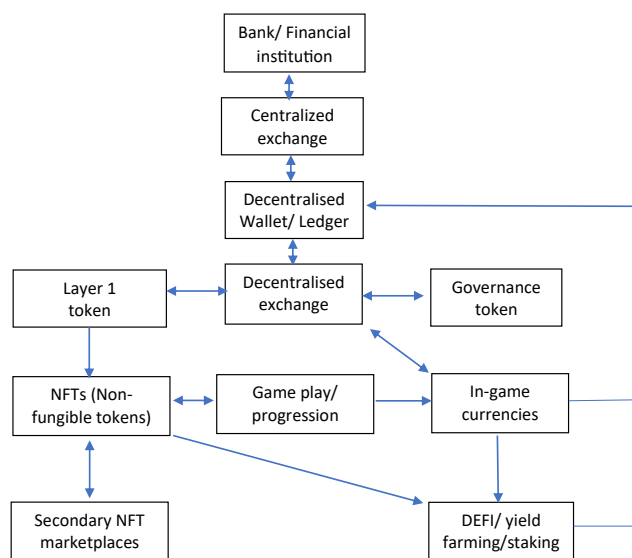 Bank/ Financial
institution
Centralized
exchange
Decentralised
Wallet/ Ledger
Decentralised
exchange
Layer 1
token
Governance
token
NFTs (Non-
fungible tokens)
Game play/
progression
In-game
currencies
Secondary NFT
marketplaces
DEFI/ yield
farming/staking